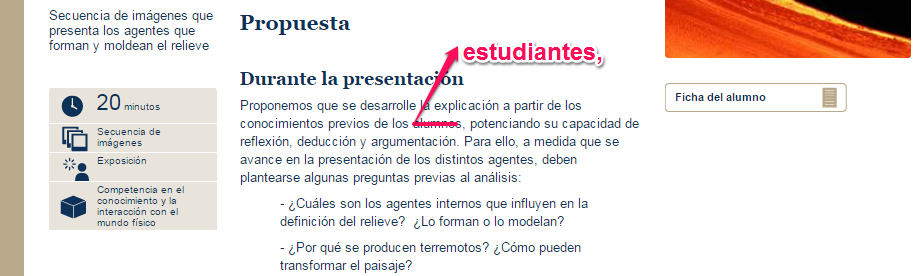 Secuencia de imágenes que
presenta los agentes que
forman y moldean el relieve
20 minutos
Secuencia de
imágenes
Exposición
Competencia en el
conocimiento y la
interacción con el
mundo físico
Propuesta
estudiantes,
Durante la presentación
Proponemos que se desarrolle la explicación a partir de los
conocimientos previos de los alumnos, potenciando su capacidad de
reflexión, deducción y argumentación. Para ello, a medida que se
avance en la presentación de los distintos agentes, deben
plantearse algunas preguntas previas al análisis:
- ¿Cuáles son los agentes internos que influyen en la
definición del relieve? ¿Lo forman o lo modelan?
- ¿Por qué se producen terremotos? ¿Cómo pueden
transformar el paisaje?
Ficha del alumno